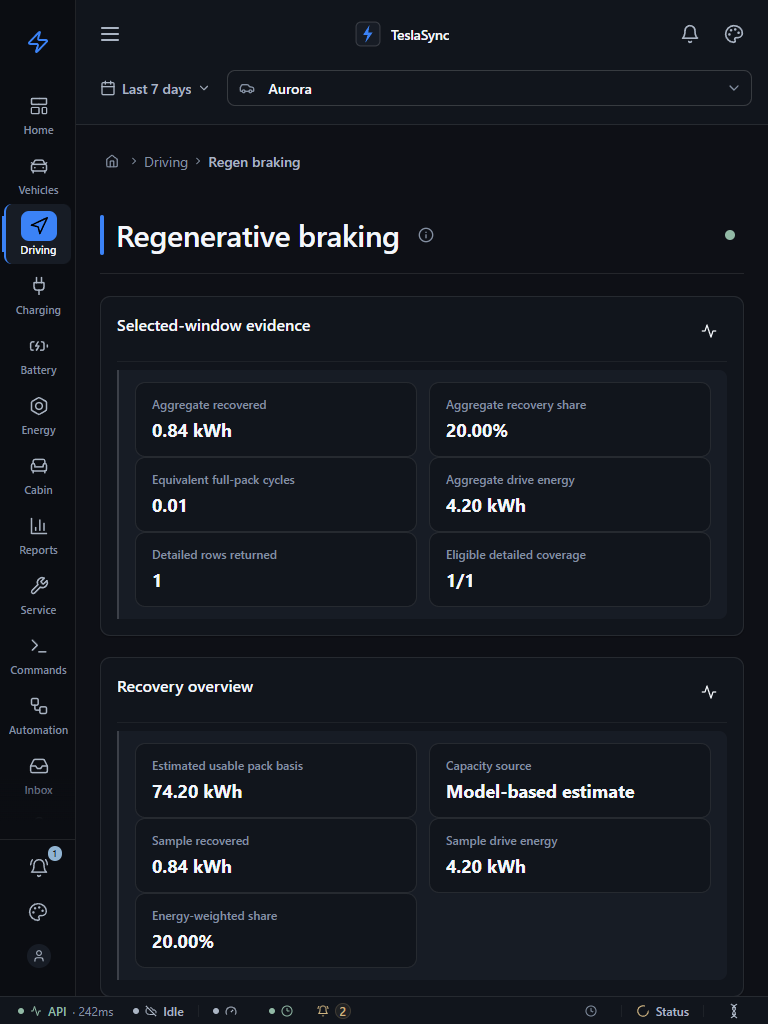 TeslaSync
Last 7 days
Aurora
Home
Vehicles
Driving
Charging
Battery
Energy
Cabin
Reports
Service
Commands
Automation
Inbox
1
Driving
Regen braking
Regenerative braking
Selected-window evidence
Aggregate recovered
0.84 kWh
Aggregate recovery share
20.00%
Equivalent full-pack cycles
0.01
Aggregate drive energy
4.20 kWh
Detailed rows returned
1
Eligible detailed coverage
1/1
Recovery overview
Estimated usable pack basis
74.20 kWh
Capacity source
Model-based estimate
Sample recovered
0.84 kWh
Sample drive energy
4.20 kWh
Energy-weighted share
20.00%
API · 242ms
Idle
2
Status